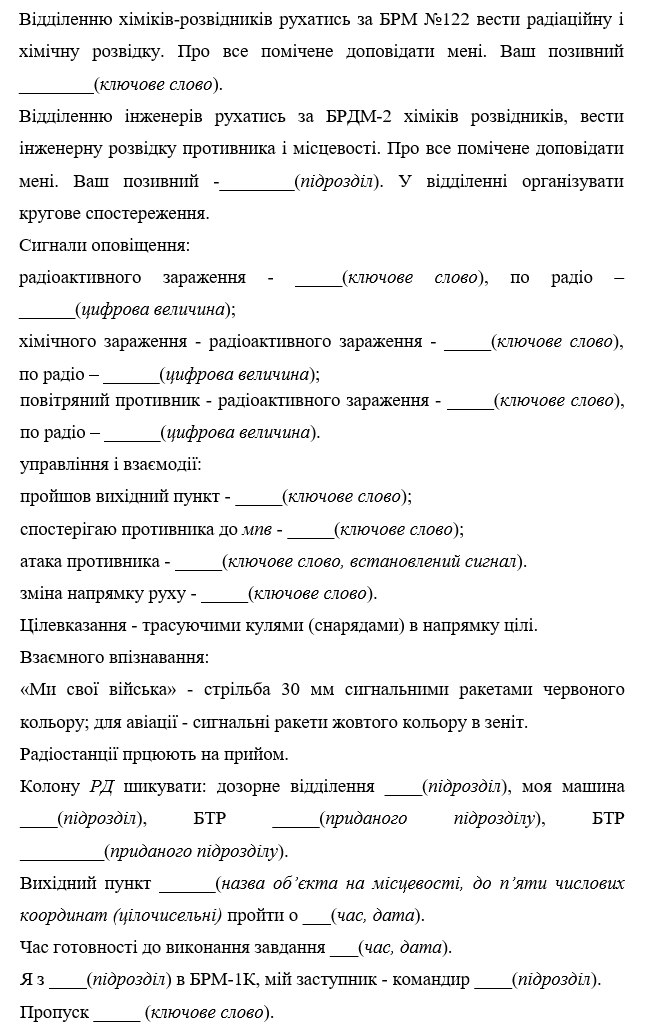 Відділенню хіміків-розвідників рухатись за БРМ №122 вести радіаційну і
хімічну розвідку. Про все помічене доповідати мені. Ваш позивний
________(ключове слово).
Відділенню інженерів рухатись за БРДМ-2 хіміків розвідників, вести
інженерну розвідку противника і місцевості. Про все помічене доповідати
мені. Ваш позивний -________(підрозділ). У відділенні організувати
кругове спостереження.
Сигнали оповіщення:
радіоактивного зараження - _____(ключове слово), по радіо –
______(цифрова величина);
хімічного зараження - радіоактивного зараження - _____(ключове слово),
по радіо – ______(цифрова величина);
повітряний противник - радіоактивного зараження - _____(ключове слово),
по радіо – ______(цифрова величина).
управління і взаємодії:
пройшов вихідний пункт - _____(ключове слово);
спостерігаю противника до мпв - _____(ключове слово);
атака противника - _____(ключове слово, встановлений сигнал).
зміна напрямку руху - _____(ключове слово).
Цілевказання - трасуючими кулями (снарядами) в напрямку цілі.
Взаємного впізнавання:
«Ми свої війська» - стрільба 30 мм сигнальними ракетами червоного
кольору; для авіації - сигнальні ракети жовтого кольору в зеніт.
Радіостанції прцюють на прийом.
Колону РД шикувати: дозорне відділення ____(підрозділ), моя машина
____(підрозділ), БТР _____(приданого підрозділу), БТР
_________(приданого підрозділу).
Вихідний пункт ______(назва об’єкта на місцевості, до п’яти числових
координат (цілочисельні) пройти о ___(час, дата).
Час готовності до виконання завдання ___(час, дата).
Я з ____(підрозділ) в БРМ-1К, мій заступник - командир ____(підрозділ).
Пропуск _____ (ключове слово).